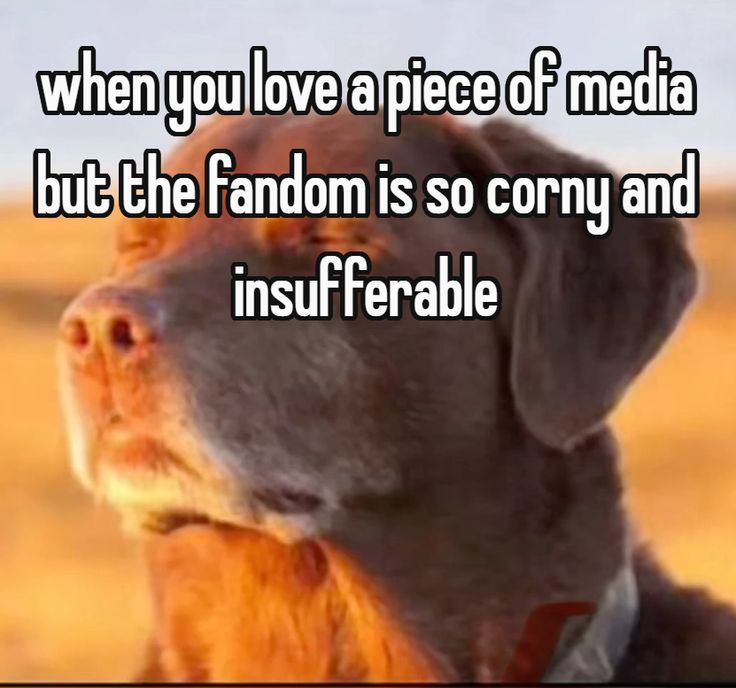 when you love a piece of media
but the fandom is so corny and
insufferable